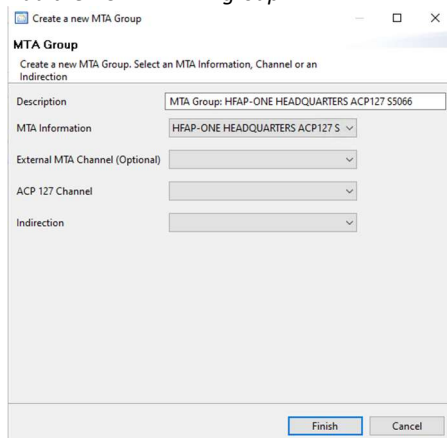 Create a new MTA Group
MTA Group
Create a new MTA Group. Select an MTA Information, Channel or an
Indirection
Description
MTA Group: HFAP-ONE HEADQUARTERS ACP127 S5066
MTA Information
HFAP-ONE HEADQUARTERS ACP127 S
External MTA Channel (Optional)
ACP 127 Channel
Indirection
Finish
Cancel